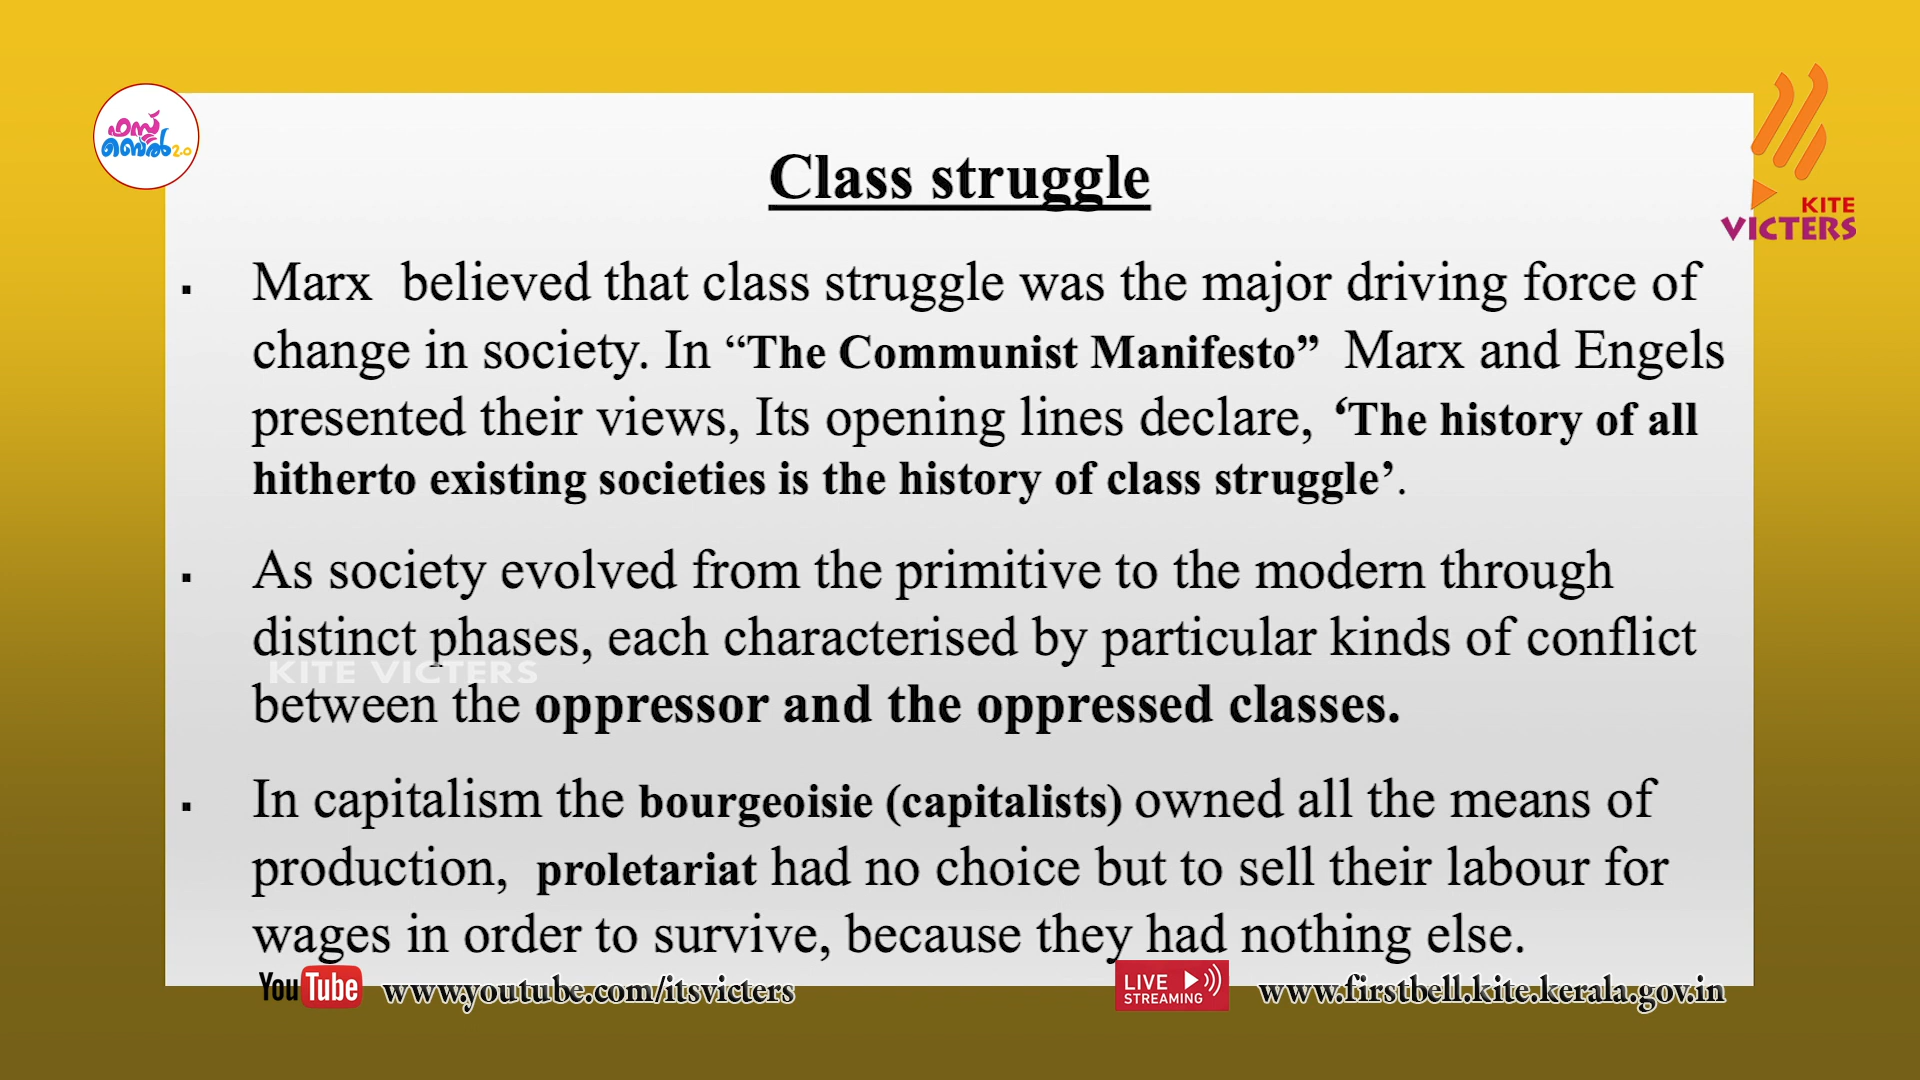 ഫസ്റ്റ്
ബെൽ 2.0
KITE
VICTERS
Class struggle
▪ Marx believed that class struggle was the major driving force of
change in society. In “The Communist Manifesto” Marx and Engels
presented their views, Its opening lines declare, ‘The history of all
hitherto existing societies is the history of class struggle’.
▪ As society evolved from the primitive to the modern through
distinct phases, each characterised by particular kinds of conflict
KITE VICTERS
between the oppressor and the oppressed classes.
▪ In capitalism the bourgeoisie (capitalists) owned all the means of
production, proletariat had no choice but to sell their labour for
wages in order to survive, because they had nothing else.
YouTube www.youtube.com/itsvicters
LIVE STREAMING www.firstbell.kite.kerala.gov.in